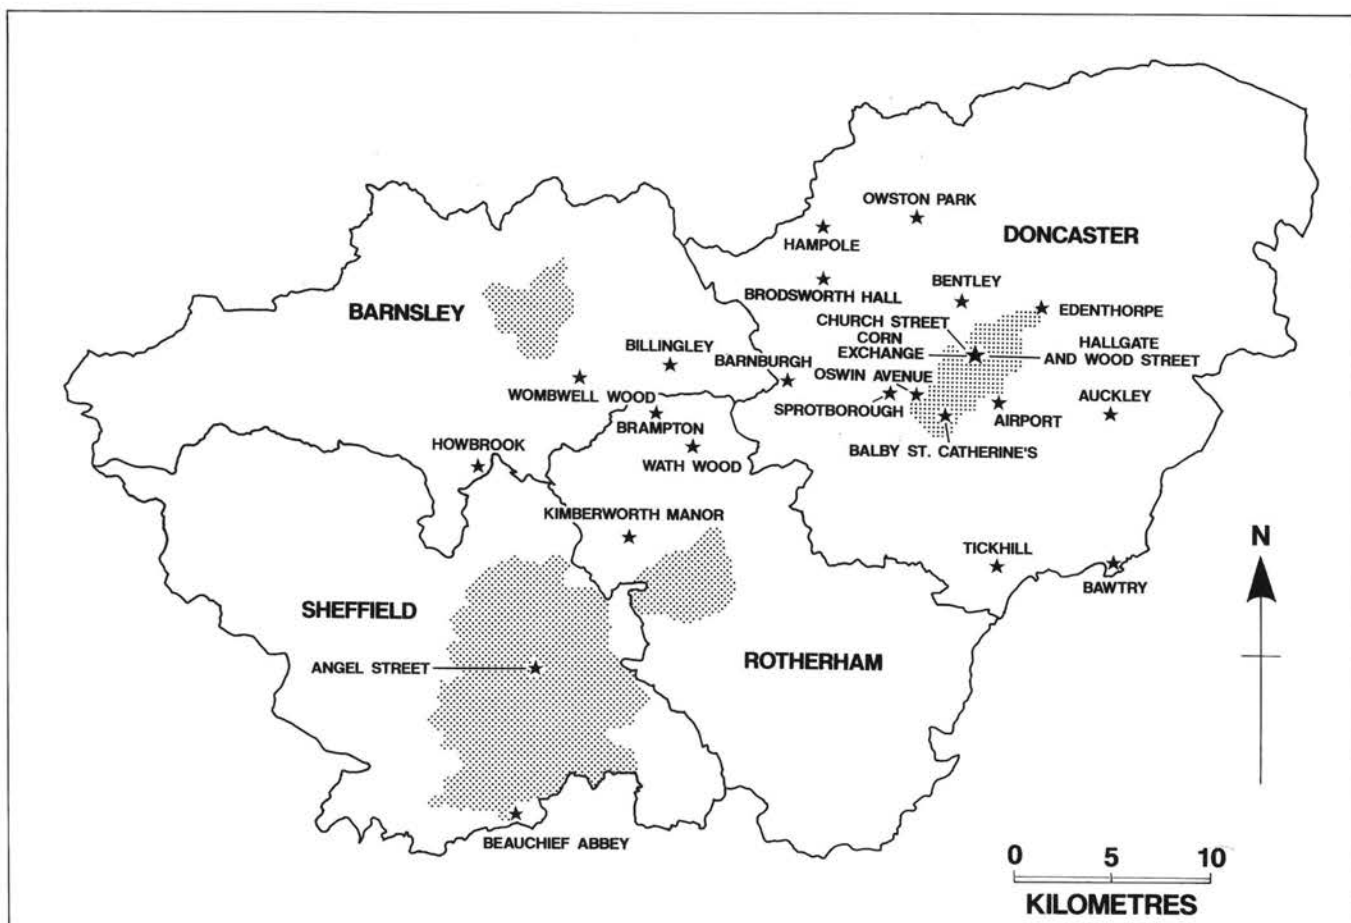 OWSTON PARK
HAMPOLE
DONCASTER
BRODSWORTH HALL
BENTLEY
EDENTHORPE
BARNSLEY
CHURCH STREET
CORN
EXCHANGE
HALLGATE
AND WOOD STREET
BILLINGLEY
BARNBURGH
OSWIN AVENUE
WOMBWELL WOOD
SPROTBOROUGH
AUCKLEY
AIRPORT
BRAMPTON
BALBY ST. CATHERINE'S
HOWBROOK
WATH WOOD
KIMBERWORTH MANOR
TICKHILL
BAWTRY
N
SHEFFIELD
ANGEL STREET
ROTHERHAM
BEAUCHIEF ABBEY
0 5 10
KILOMETRES